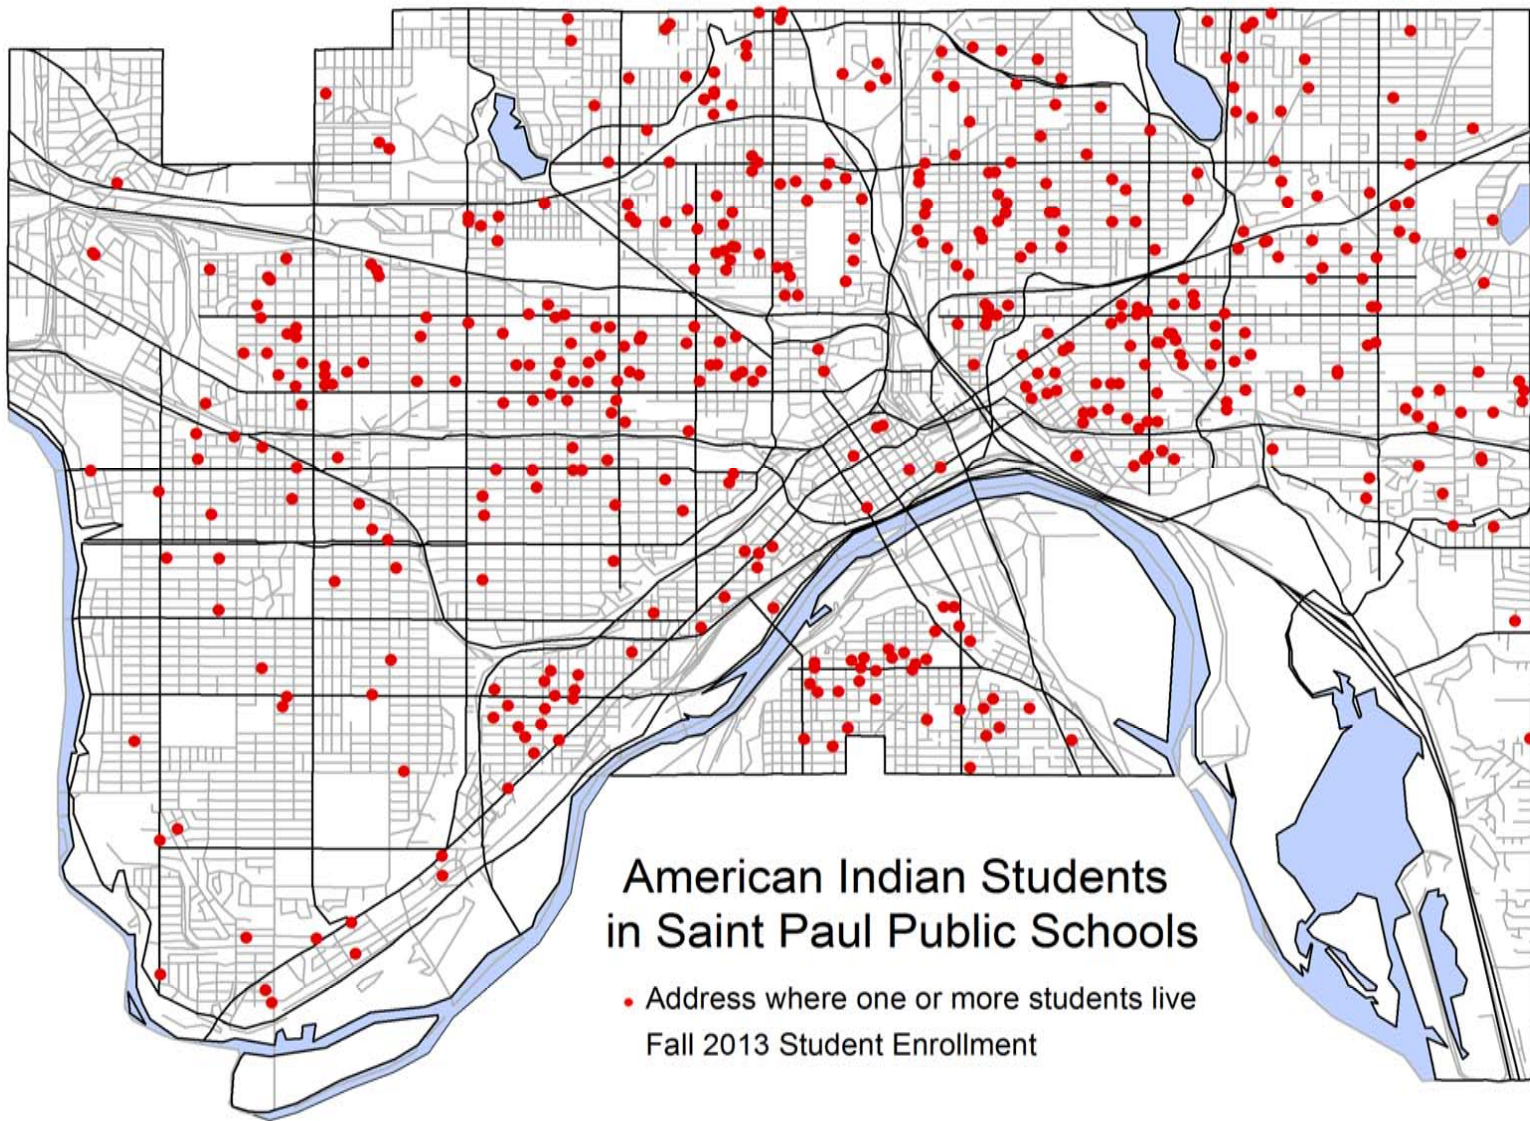 American Indian Students
in Saint Paul Public Schools
Address where one or more students live
Fall 2013 Student Enrollment